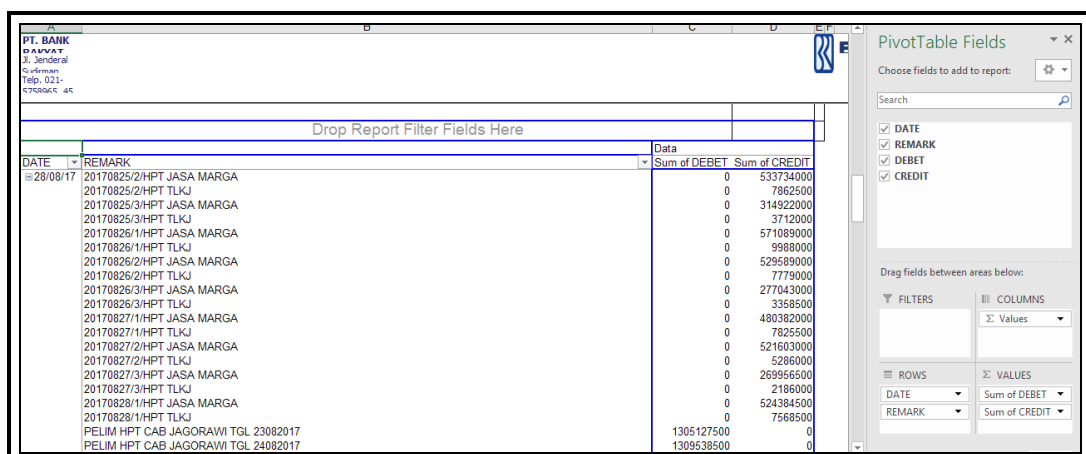 A B C D E F
PT. BANK
RAKYAT
Jl. Jenderal
Sudirman
Telp. 021-
5758965 45
PivotTable Fields
Choose fields to add to report:
Search
DATE
REMARK
DEBET
CREDIT
Drag fields between areas below:
FILTERS
COLUMNS
Σ Values
ROWS
DATE
REMARK
Σ VALUES
Sum of DEBET
Sum of CREDIT
Drop Report Filter Fields Here
Data
DATE REMARK Sum of DEBET Sum of CREDIT
28/08/17 20170825/2/HPT JASA MARGA 0 533734000
20170825/2/HPT TLKJ 0 7862500
20170825/3/HPT JASA MARGA 0 314922000
20170825/3/HPT TLKJ 0 3712000
20170826/1/HPT JASA MARGA 0 571089000
20170826/1/HPT TLKJ 0 9988000
20170826/2/HPT JASA MARGA 0 529589000
20170826/2/HPT TLKJ 0 7779000
20170826/3/HPT JASA MARGA 0 277043000
20170826/3/HPT TLKJ 0 3358500
20170827/1/HPT JASA MARGA 0 480382000
20170827/1/HPT TLKJ 0 7825500
20170827/2/HPT JASA MARGA 0 521603000
20170827/2/HPT TLKJ 0 5286000
20170827/3/HPT JASA MARGA 0 269956500
20170827/3/HPT TLKJ 0 2186000
20170828/1/HPT JASA MARGA 0 524384500
20170828/1/HPT TLKJ 0 7568500
PELIM HPT CAB JAGORAWI TGL 23082017 1305127500 0
PELIM HPT CAB JAGORAWI TGL 24082017 1309538500 0